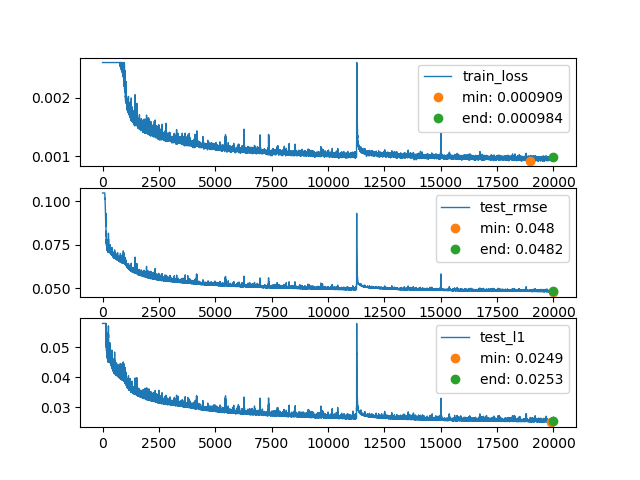 train_loss
min: 0.000909
end: 0.000984
0.002
0.001
0 2500 5000 7500 10000 12500 15000 17500 20000
test_rmse
min: 0.048
end: 0.0482
0.100
0.075
0.050
0 2500 5000 7500 10000 12500 15000 17500 20000
test_l1
min: 0.0249
end: 0.0253
0.05
0.04
0.03
0 2500 5000 7500 10000 12500 15000 17500 20000